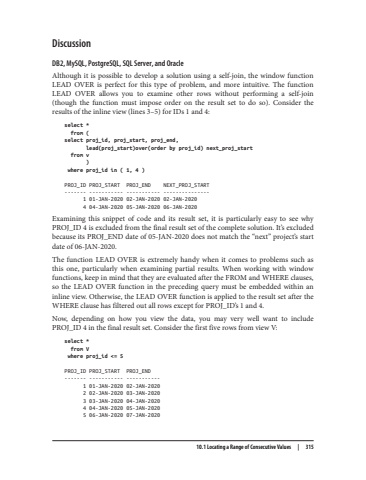 Discussion
DB2, MySQL, PostgreSQL, SQL Server, and Oracle
Although it is possible to develop a solution using a self-join, the window function
LEAD OVER is perfect for this type of problem, and more intuitive. The function
LEAD OVER allows you to examine other rows without performing a self-join
(though the function must impose order on the result set to do so). Consider the
results of the inline view (lines 3–5) for IDs 1 and 4:
select *
from (
select proj_id, proj_start, proj_end,
lead(proj_start)over(order by proj_id) next_proj_start
from v
)
where proj_id in ( 1, 4 )
PROJ_ID PROJ_START PROJ_END NEXT_PROJ_START
------- ----------- ----------- ---------------
1 01-JAN-2020 02-JAN-2020 02-JAN-2020
4 04-JAN-2020 05-JAN-2020 06-JAN-2020
Examining this snippet of code and its result set, it is particularly easy to see why
PROJ_ID 4 is excluded from the final result set of the complete solution. It's excluded
because its PROJ_END date of 05-JAN-2020 does not match the "next" project's start
date of 06-JAN-2020.
The function LEAD OVER is extremely handy when it comes to problems such as
this one, particularly when examining partial results. When working with window
functions, keep in mind that they are evaluated after the FROM and WHERE clauses,
so the LEAD OVER function in the preceding query must be embedded within an
inline view. Otherwise, the LEAD OVER function is applied to the result set after the
WHERE clause has filtered out all rows except for PROJ_ID's 1 and 4.
Now, depending on how you view the data, you may very well want to include
PROJ_ID 4 in the final result set. Consider the first five rows from view V:
select *
from V
where proj_id <= 5
PROJ_ID PROJ_START PROJ_END
------- ----------- -----------
1 01-JAN-2020 02-JAN-2020
2 02-JAN-2020 03-JAN-2020
3 03-JAN-2020 04-JAN-2020
4 04-JAN-2020 05-JAN-2020
5 06-JAN-2020 07-JAN-2020
10.1 Locating a Range of Consecutive Values | 315